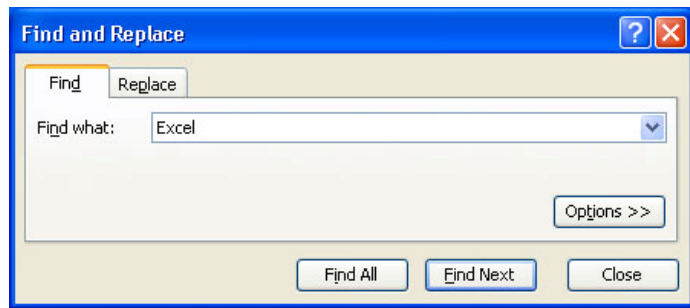 Find and Replace
Find Replace
Find what: Excel
Options >>
Find All Find Next Close